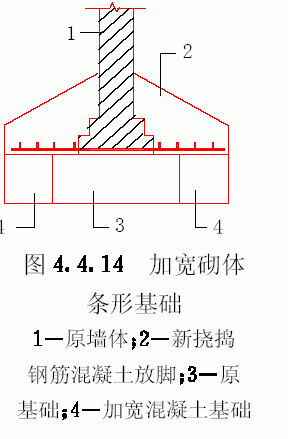 1
2
4
3
4
图 4.4.14 加宽砌体
条形基础
1—原墙体;2—新挠捣
钢筋混凝土放脚;3—原
基础;4—加宽混凝土基础